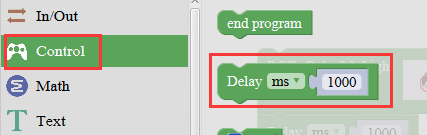 In/Out
Control
Math
Text
end program
Delay ms 1000